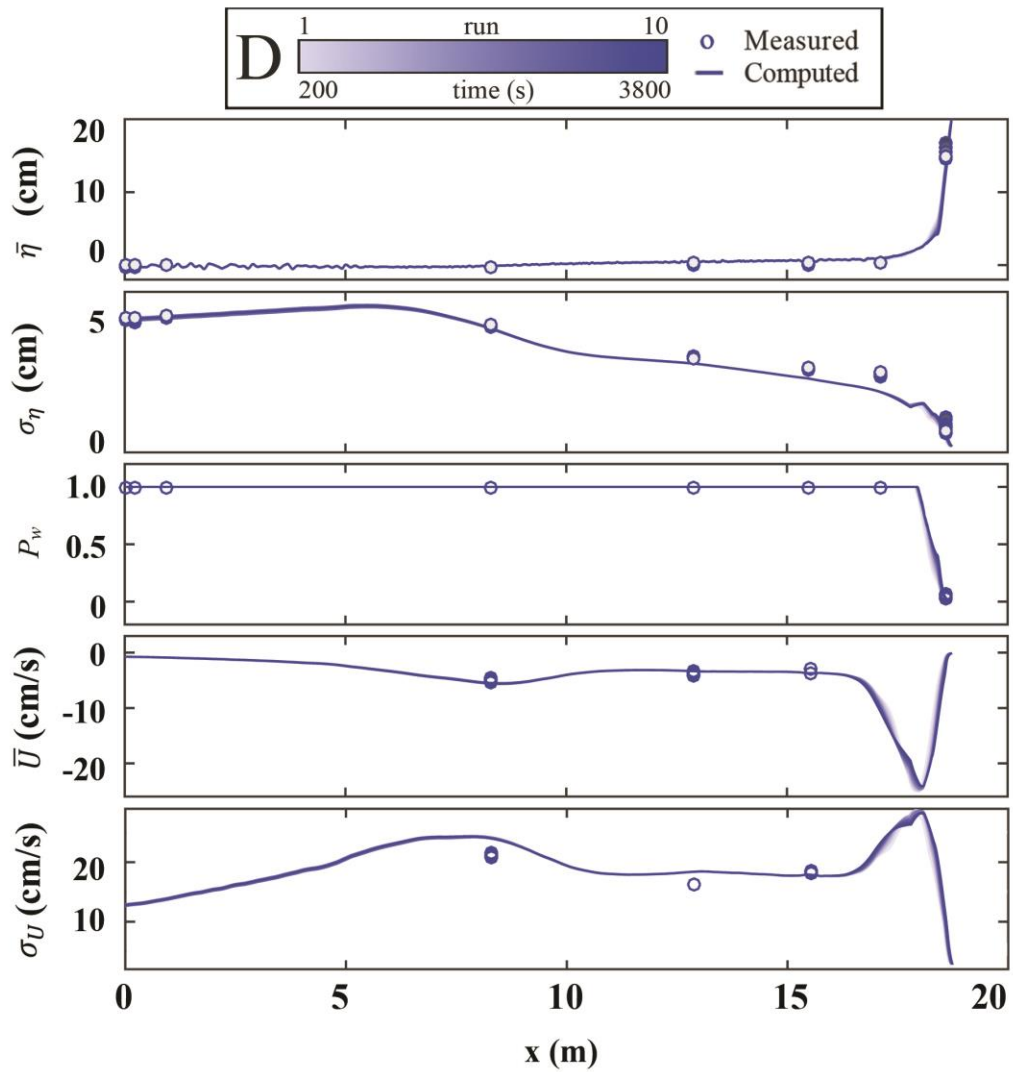 1 run 10
D
200 time (s) 3800
Measured
Computed
20
10
0
η̄ (cm)
5
0
σ_η (cm)
1.0
0.5
0
P_w
0
-10
-20
U̅ (cm/s)
20
10
σ_U (cm/s)
0 5 10 15 20
x (m)